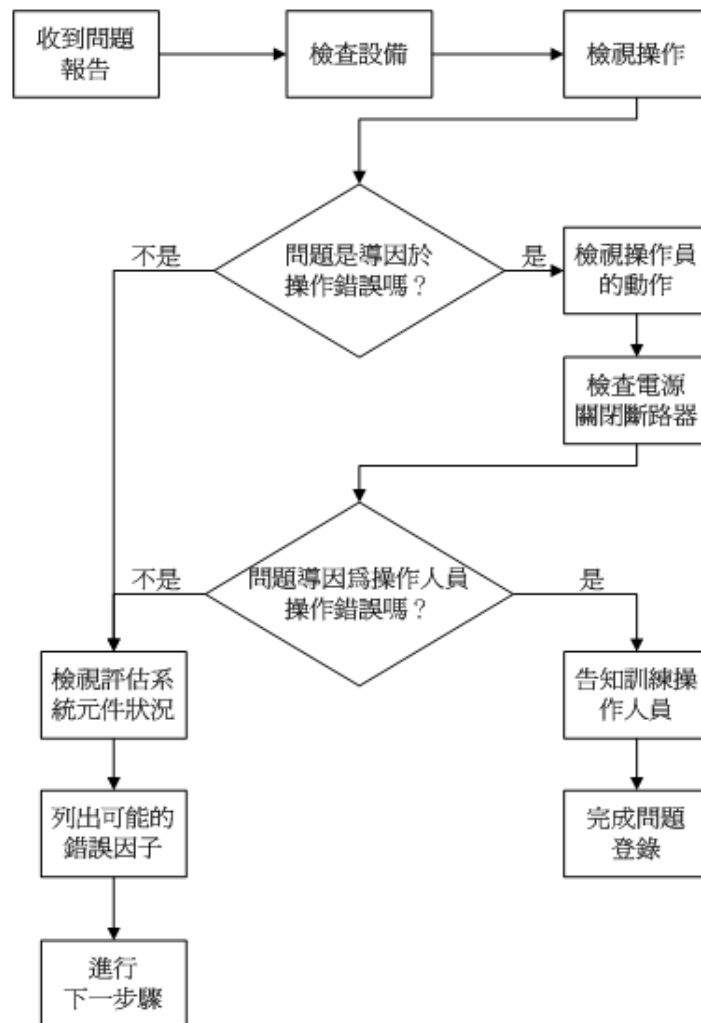 收到問題
報告
檢查設備
檢視操作
問題是導因於
操作錯誤嗎？
不是
是
檢視操作員
的動作
檢查電源
關閉斷路器
問題導因爲操作人員
操作錯誤嗎？
不是
是
檢視評估系
統元件狀況
告知訓練操
作人員
列出可能的
錯誤因子
完成問題
登錄
進行
下一步驟